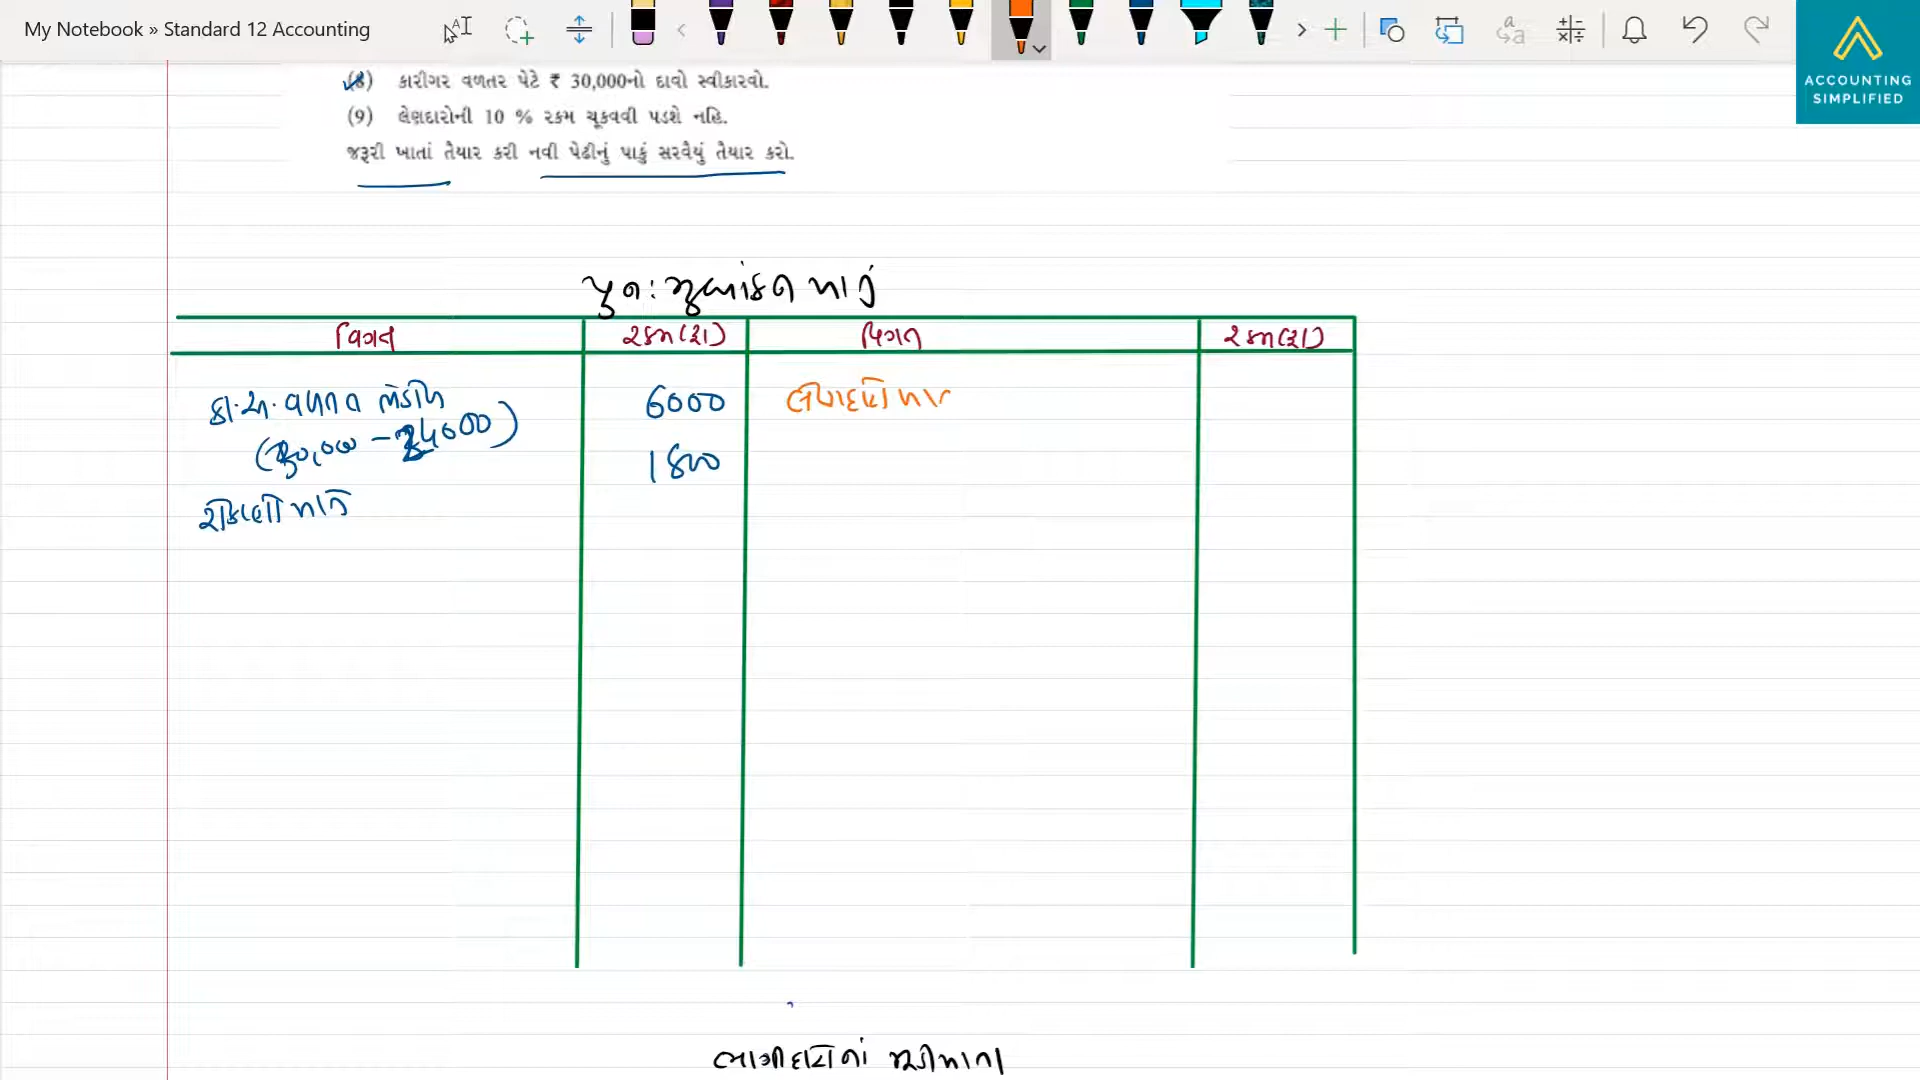 My Notebook » Standard 12 Accounting
ACCOUNTING
SIMPLIFIED
(8) કારીગર વળતર પેટે ₹ 30,000નો દાવો સ્વીકારવો.
(9) લેણદારોની 10 % રકમ ચૂકવવી પડશે નહિ.
જરૂરી ખાતાં તૈયાર કરી નવી પેઢીનું પાકું સરવૈયું તૈયાર કરો.
પુનઃમૂલ્યાંકન ખાતું
વિગત રકમ(રૂ) વિગત રકમ(રૂ)
કા.અ.વળતર ભંડોળ 6000
1800